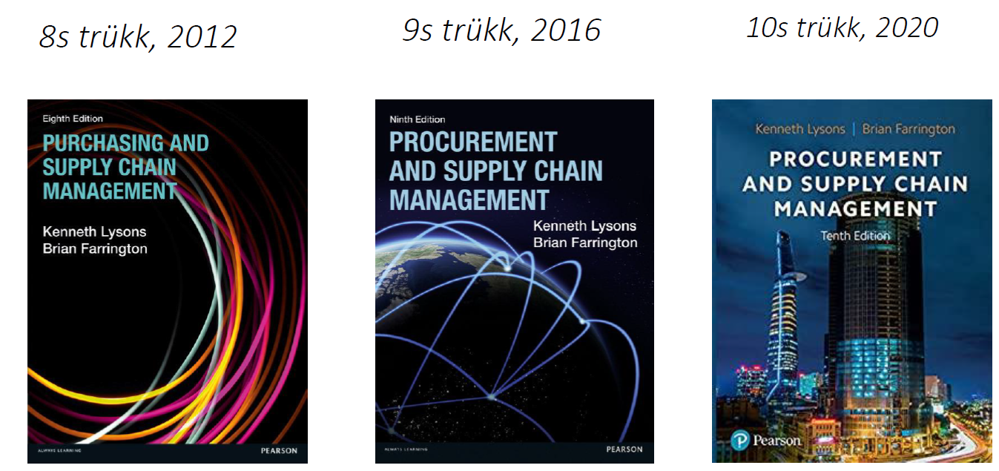 8s trükk, 2012
9s trükk, 2016
10s trükk, 2020
Eighth Edition
PURCHASING AND
SUPPLY CHAIN
MANAGEMENT
Kenneth Lysons
Brian Farrington
ALWAYS LEARNING
PEARSON
Ninth Edition
PROCUREMENT
AND SUPPLY CHAIN
MANAGEMENT
Kenneth Lysons
Brian Farrington
ALWAYS LEARNING
PEARSON
Kenneth Lysons | Brian Farrington
PROCUREMENT
AND SUPPLY CHAIN
MANAGEMENT
Tenth Edition
Pearson